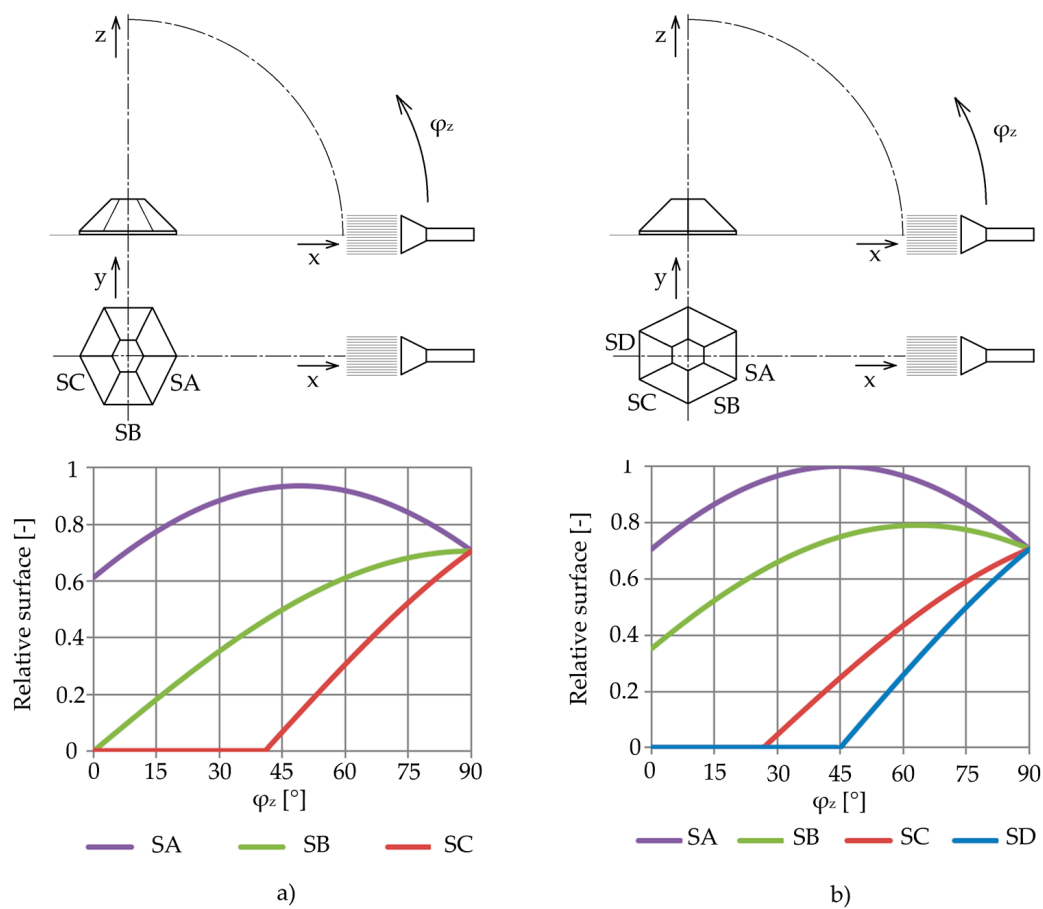 z
φz
x
y
SC
SA
SB
x
Relative surface [-]
1
0.8
0.6
0.4
0.2
0
0 15 30 45 60 75 90
φz [°]
SA SB SC
a)
z
φz
x
y
SD
SA
SC
SB
x
Relative surface [-]
1
0.8
0.6
0.4
0.2
0
0 15 30 45 60 75 90
φz [°]
SA SB SC SD
b)